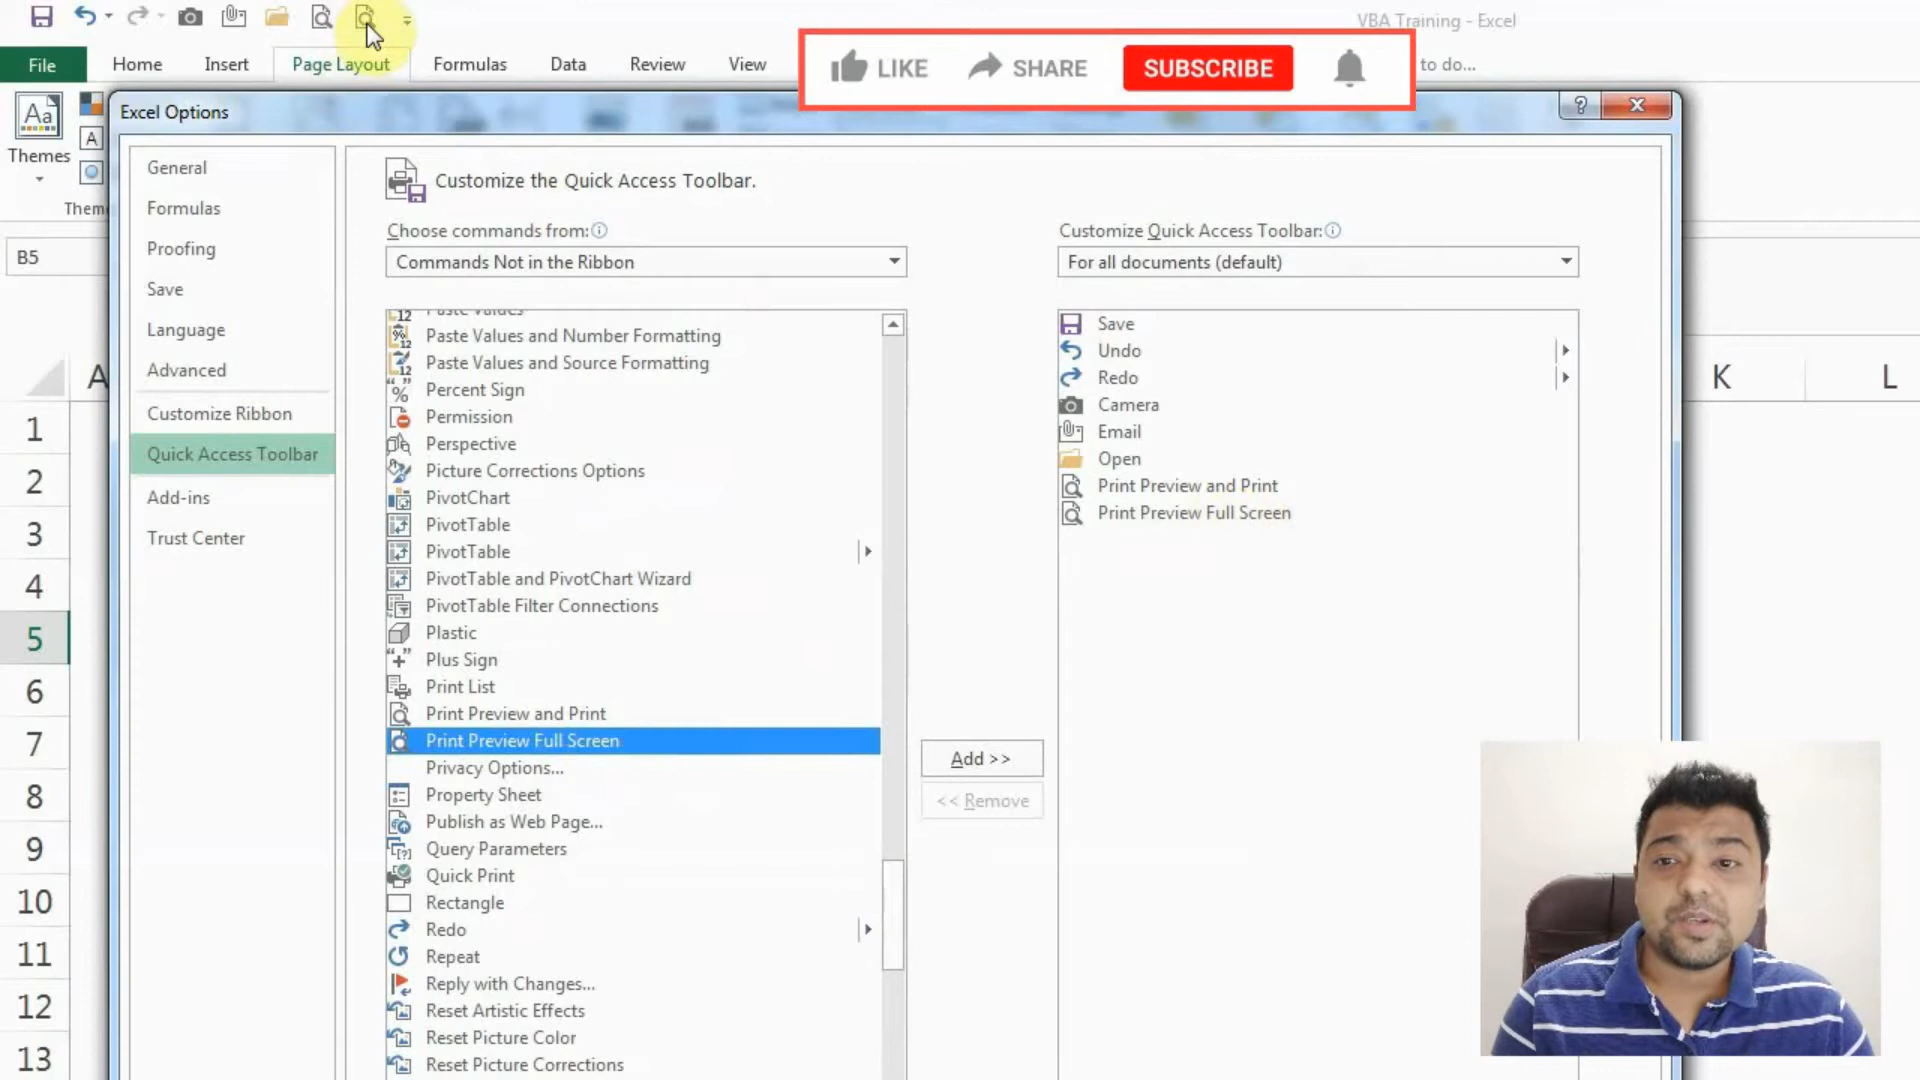 VBA Training - Excel
File Home Insert Page Layout Formulas Data Review View to do...
LIKE SHARE SUBSCRIBE
Aa
A
Themes
B5
Excel Options
?
General
Formulas
Proofing
Save
Language
Advanced
Customize Ribbon
Quick Access Toolbar
Add-ins
Trust Center
Customize the Quick Access Toolbar.
Choose commands from:
Commands Not in the Ribbon
Paste Values
Paste Values and Number Formatting
Paste Values and Source Formatting
Percent Sign
Permission
Perspective
Picture Corrections Options
PivotChart
PivotTable
PivotTable
PivotTable and PivotChart Wizard
PivotTable Filter Connections
Plastic
Plus Sign
Print List
Print Preview and Print
Print Preview Full Screen
Privacy Options...
Property Sheet
Publish as Web Page...
Query Parameters
Quick Print
Rectangle
Redo
Repeat
Reply with Changes...
Reset Artistic Effects
Reset Picture Color
Reset Picture Corrections
Add >>
<< Remove
Customize Quick Access Toolbar:
For all documents (default)
Save
Undo
Redo
Camera
Email
Open
Print Preview and Print
Print Preview Full Screen
A K L
1
2
3
4
5
6
7
8
9
10
11
12
13